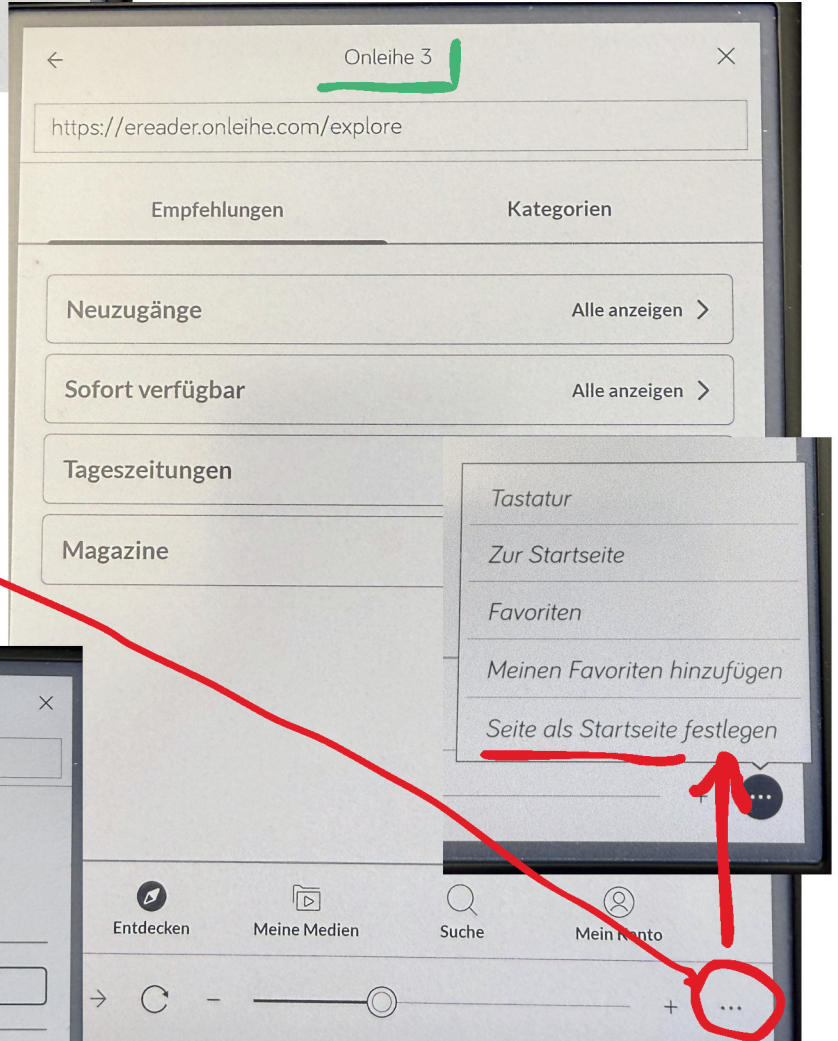 Onleihe 3
https://ereader.onleihe.com/explore
Empfehlungen
Kategorien
Neuzugänge
Alle anzeigen
Sofort verfügbar
Alle anzeigen
Tageszeitungen
Magazine
Tastatur
Zur Startseite
Favoriten
Meinen Favoriten hinzufügen
Seite als Startseite festlegen
Entdecken
Meine Medien
Suche
Mein Konto